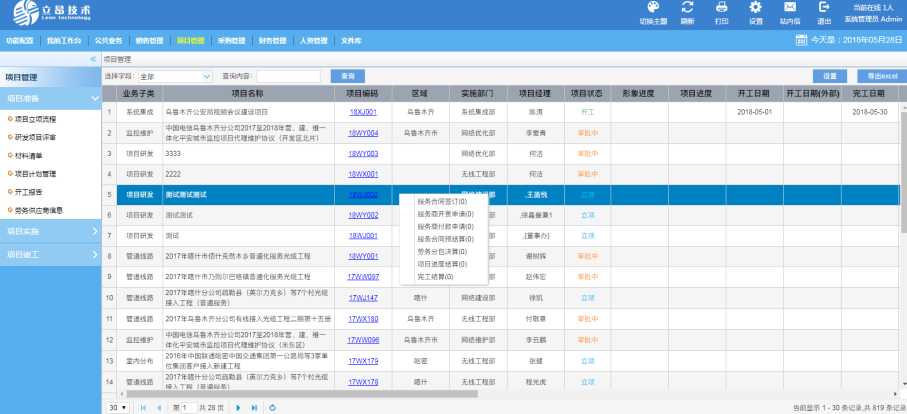 立昂技术
Leon technology
切换主题 刷新 打印 设置 站内信 退出
当前在线 1人
系统管理员 Admin
功能配置 我的工作台 公共业务 销售管理 项目管理 采购管理 财务管理 人资管理 文件库
今天是：2018年05月28日
« 项目管理
项目管理
选择字段： 全部 查询内容： 查询 设置 导出excel
项目准备
项目立项流程
研发项目评审
材料清单
项目计划管理
开工报告
劳务供应商信息
项目实施
项目竣工
业务子类 项目名称 项目编码 区域 实施部门 项目经理 项目状态 形象进度 项目进度 开工日期 开工日期(外部) 完工日期
1 系统集成 乌鲁木齐公安局视频会议建设项目 18XJ001 乌鲁木齐 陈涛 开工 2018-05-01 2018-05-30
2 监控维护 中国电信乌鲁木齐分公司2017至2018年营、建、维一
体化平安城市监控项目代理维护协议（开发区北片） 18WY004 乌鲁木齐市 网络优化部 李爱青 审批中
3 项目研发 3333 18WY003 网络优化部 何洁 审批中
4 项目研发 2222 18WX001 无线工程部 何洁 审批中
5 项目研发 测试测试测试 18WJ002 网络建设部 ,王菡悦 立项
6 项目研发 测试测试 18WY002 部 ,徐嘉最兼1 立项
7 项目研发 测试 18WJ001 部 ,(董事办) 立项
8 管道线路 2017年喀什市佰什克然木乡普遍化服务光缆工程 18WY001 部 谢树辉 审批中
9 管道线路 2017年喀什市乃则尔巴格镇普遍化服务光缆工程 17WW097 部 赵伟宏 审批中
10 管道线路 2017年喀什分公司疏勒县（英尔力克乡）等7个村光缆
接入工程（普遍服务） 17WJ147 喀什 网络建设部 徐凯 立项
11 管道线路 2017年乌鲁木齐分公司有线接入光缆工程二期第十五册 17WX180 乌鲁木齐 无线工程部 付敬章 审批中
12 监控维护 中国电信乌鲁木齐分公司2017至2018年营、建、维一
体化平安城市监控项目代理维护协议（米东区） 17WW096 乌鲁木齐市 网络维护部 李云鹏 审批中
13 室内分布 2016年中国联通哈密中国交通集团第一公路局等3家单
位集团客户接入新建工程 17WX179 哈密 无线工程部 张健 立项
14 管道线路 2017年喀什分公司疏勒县（英尔力克乡）等7个村光缆
接入工程（普遍服务） 17WX178 喀什 无线工程部 程光虎 立项
服务合同签订(0)
服务商开票申请(0)
服务商付款申请(0)
服务合同预结算(0)
劳务分包决算(0)
项目进度结算(0)
完工结算(0)
30 第 1 共 28 页 当前显示 1 - 30 条记录,共 819 条记录